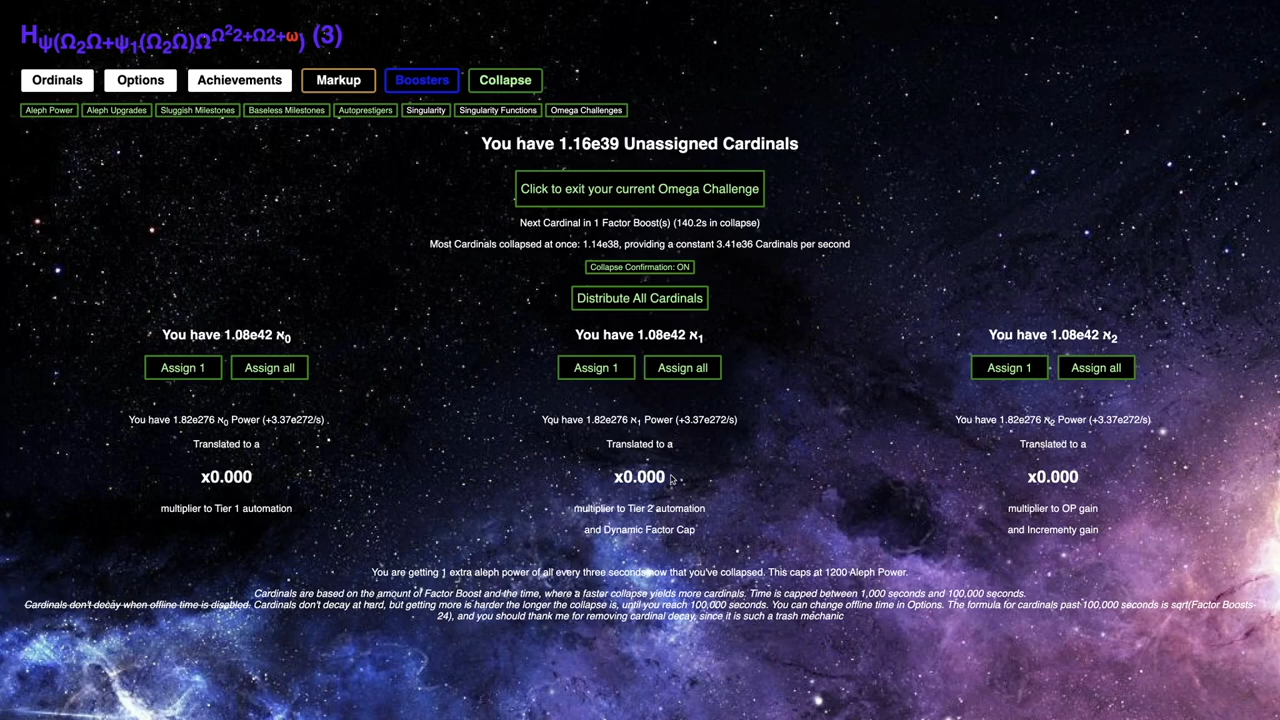 Hψ(Ω₂Ω+ψ₁(Ω₂Ω)Ω^Ω²2+Ω2+ω) (3)
Ordinals Options Achievements Markup Boosters Collapse
Aleph Power Aleph Upgrades Sluggish Milestones Baseless Milestones Autoprestigers Singularity Singularity Functions Omega Challenges
You have 1.16e39 Unassigned Cardinals
Click to exit your current Omega Challenge
Next Cardinal in 1 Factor Boost(s) (140.2s in collapse)
Most Cardinals collapsed at once: 1.14e38, providing a constant 3.41e36 Cardinals per second
Collapse Confirmation: ON
Distribute All Cardinals
You have 1.08e42 ℵ₀ You have 1.08e42 ℵ₁ You have 1.08e42 ℵ₂
Assign 1 Assign all Assign 1 Assign all Assign 1 Assign all
You have 1.82e276 ℵ₀ Power (+3.37e272/s) You have 1.82e276 ℵ₁ Power (+3.37e272/s) You have 1.82e276 ℵ₂ Power (+3.37e272/s)
Translated to a Translated to a Translated to a
x0.000 x0.000 x0.000
multiplier to Tier 1 automation multiplier to Tier 2 automation multiplier to OP gain
and Dynamic Factor Cap and Incrementy gain
You are getting 1 extra aleph power of all every three seconds now that you've collapsed. This caps at 1200 Aleph Power.
Cardinals are based on the amount of Factor Boost and the time, where a faster collapse yields more cardinals. Time is capped between 1,000 seconds and 100,000 seconds.
Cardinals don't decay when offline time is disabled. Cardinals don't decay at hard, but getting more is harder the longer the collapse is, until you reach 100,000 seconds. You can change offline time in Options. The formula for cardinals past 100,000 seconds is sqrt(Factor Boosts-
24), and you should thank me for removing cardinal decay, since it is such a trash mechanic